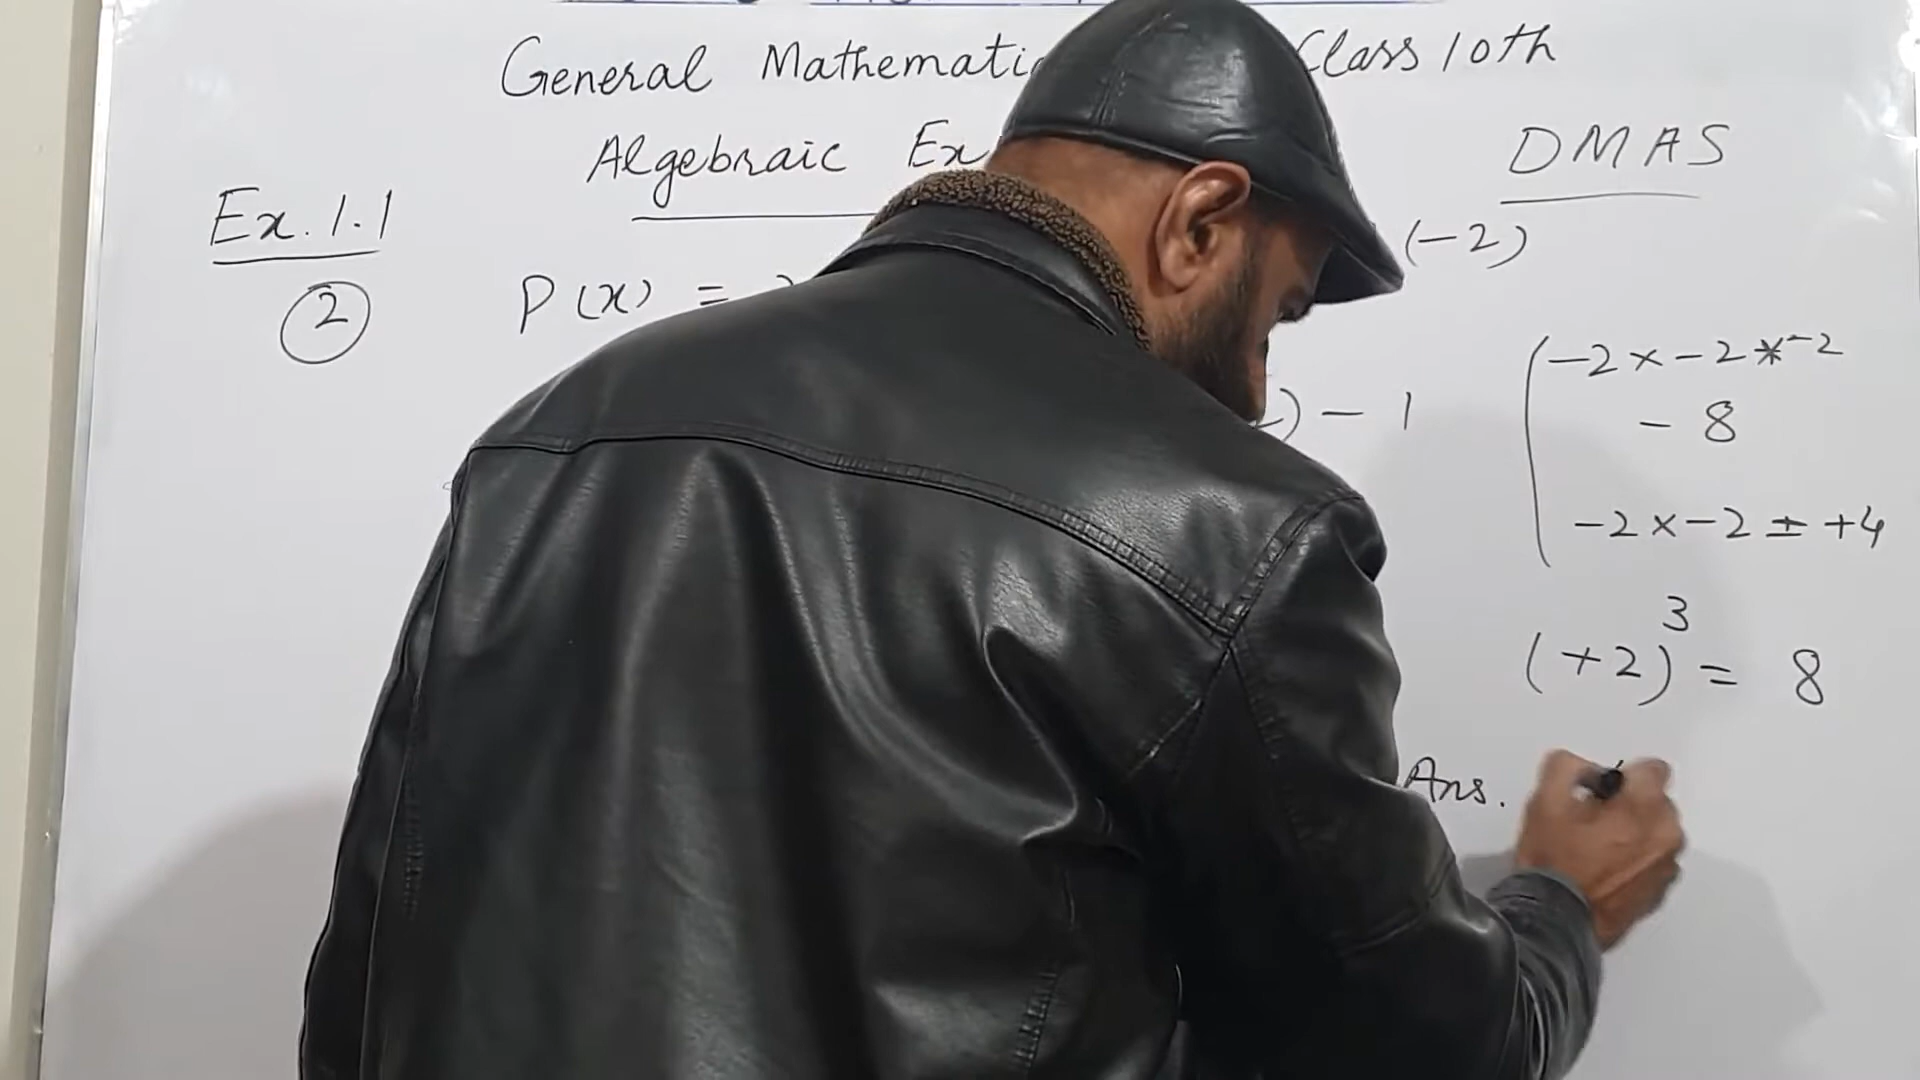 General Mathematic Class 10th
Algebraic Ex
DMAS
Ex. 1.1
(-2)
② P(x) =
-2 × -2 * -2
) - 1
- 8
-2 × -2 = +4
(+2)³ = 8
Ans.